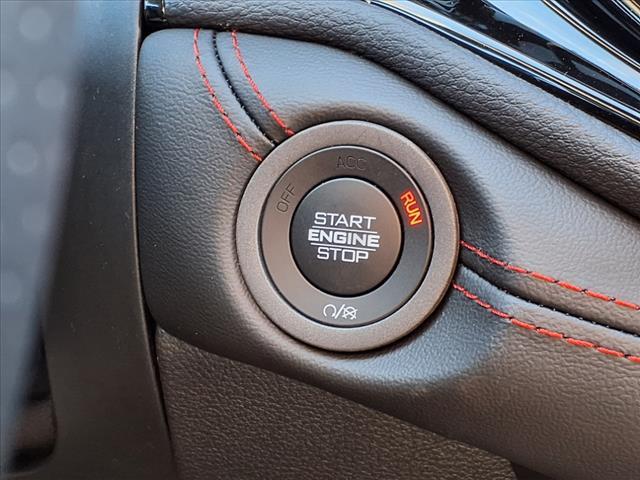 OFF
ACC
RUN
START
ENGINE
STOP